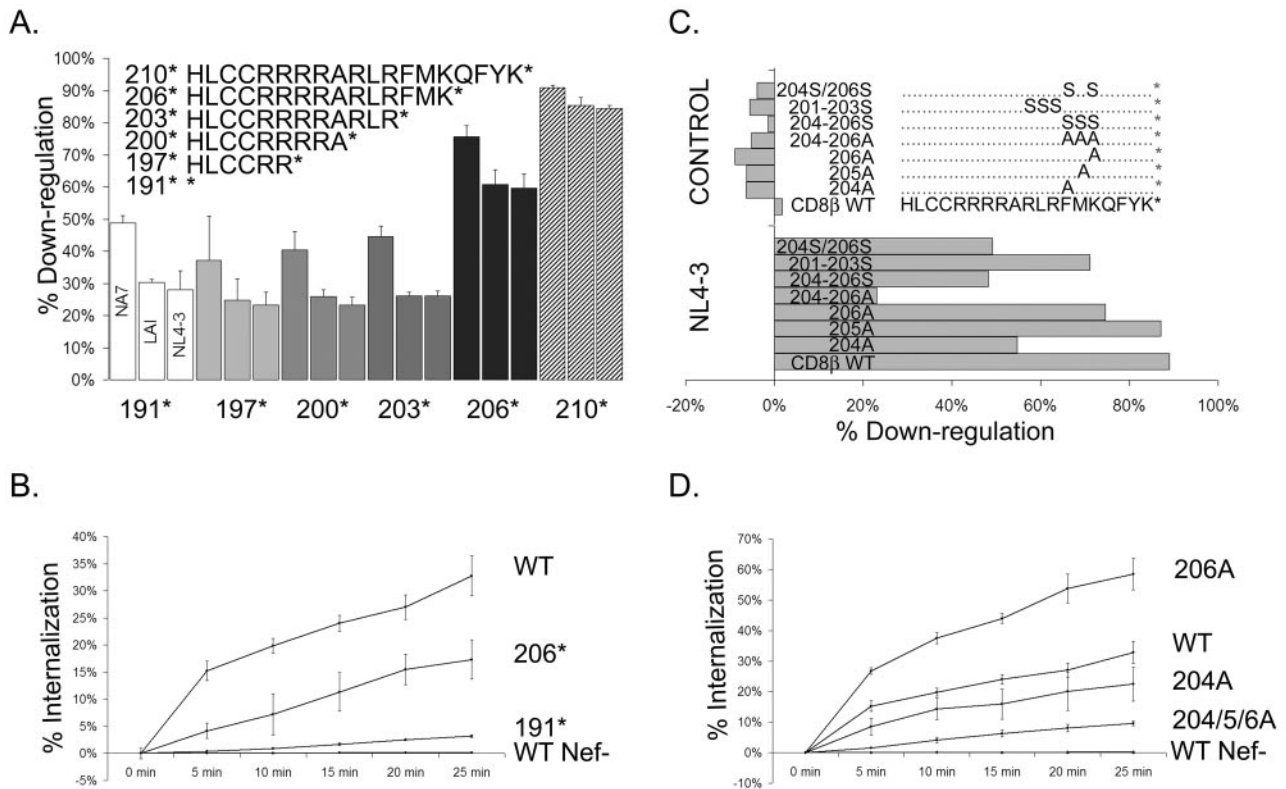 A.
100%
90%
80%
70%
60%
50%
40%
30%
20%
10%
0%
% Down-regulation
210* HLCCRRRRARLRFMKQFYK*
206* HLCCRRRRARLRFMK*
203* HLCCRRRRARLR*
200* HLCCRRRRA*
197* HLCCRR*
191* *
NA7
LAI
NL4-3
191* 197* 200* 203* 206* 210*
B.
40%
35%
30%
25%
20%
15%
10%
5%
0%
-5%
% Internalization
WT
206*
191*
WT Nef-
0 min 5 min 10 min 15 min 20 min 25 min
C.
CONTROL
204S/206S ......S..S......*
201-203S ......SSS......*
204-206S ......SSS......*
204-206A ......AAA......*
206A ......A......*
205A ......A......*
204A ......A......*
CD8β WT HLCCRRRRARLRFMKQFYK*
NL4-3
204S/206S
201-203S
204-206S
204-206A
206A
205A
204A
CD8β WT
-20% 0% 20% 40% 60% 80% 100%
% Down-regulation
D.
70%
60%
50%
40%
30%
20%
10%
0%
-10%
% Internalization
206A
WT
204A
204/5/6A
WT Nef-
0 min 5 min 10 min 15 min 20 min 25 min